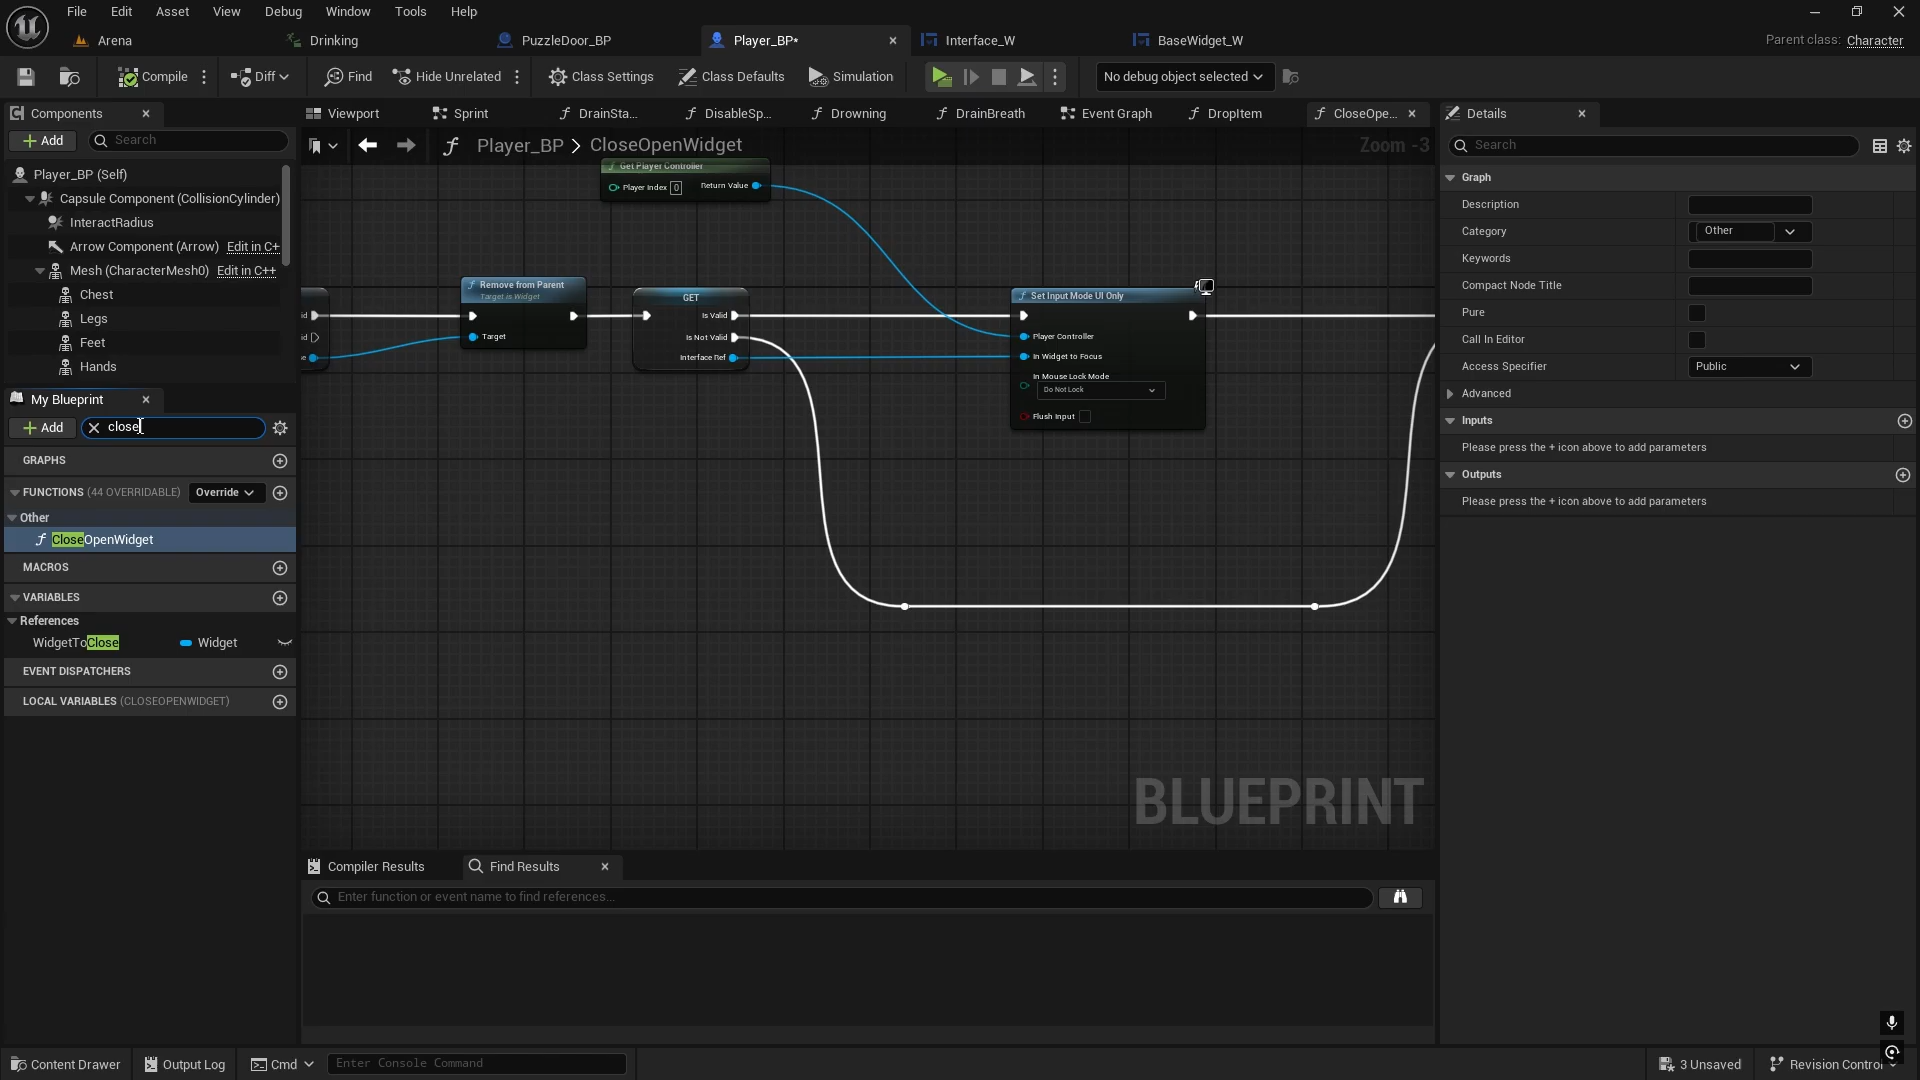 File Edit Asset View Debug Window Tools Help
Arena Drinking PuzzleDoor_BP Player_BP* Interface_W BaseWidget_W Parent class: Character
Compile Diff Find Hide Unrelated Class Settings Class Defaults Simulation No debug object selected
Components
Viewport Sprint DrainSta... DisableSp... Drowning DrainBreath Event Graph DropItem CloseOpe...
Details
Add Search
Player_BP > CloseOpenWidget Zoom -3
Search
Player_BP (Self)
Capsule Component (CollisionCylinder)
InteractRadius
Arrow Component (Arrow) Edit in C+
Mesh (CharacterMesh0) Edit in C++
Chest
Legs
Feet
Hands
My Blueprint
Add close
GRAPHS
FUNCTIONS (44 OVERRIDABLE) Override
Other
CloseOpenWidget
MACROS
VARIABLES
References
WidgetToClose Widget
EVENT DISPATCHERS
LOCAL VARIABLES (CLOSEOPENWIDGET)
Get Player Controller
Player Index 0 Return Value
id
id
e
Remove from Parent
Target is Widget
Target
GET
Is Valid
Is Not Valid
Interface Ref
Set Input Mode UI Only
Player Controller
In Widget to Focus
In Mouse Lock Mode
Do Not Lock
Flush Input
BLUEPRINT
Compiler Results Find Results
Enter function or event name to find references...
Graph
Description
Category Other
Keywords
Compact Node Title
Pure
Call In Editor
Access Specifier Public
Advanced
Inputs
Please press the + icon above to add parameters
Outputs
Please press the + icon above to add parameters
Content Drawer Output Log Cmd Enter Console Command 3 Unsaved Revision Control